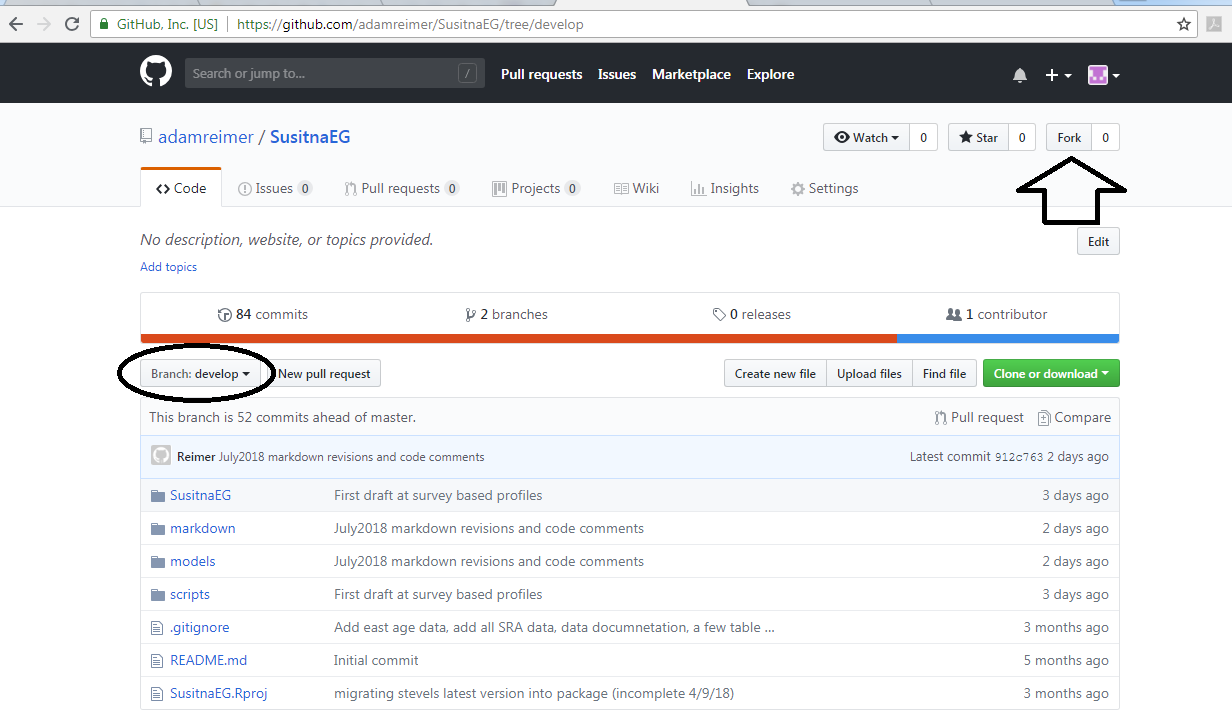 GitHub, Inc. [US] https://github.com/adamreimer/SusitnaEG/tree/develop
Search or jump to... / Pull requests Issues Marketplace Explore
adamreimer / SusitnaEG Watch 0 Star 0 Fork 0
Code Issues 0 Pull requests 0 Projects 0 Wiki Insights Settings
No description, website, or topics provided. Edit
Add topics
84 commits 2 branches 0 releases 1 contributor
Branch: develop New pull request Create new file Upload files Find file Clone or download
This branch is 52 commits ahead of master. Pull request Compare
Reimer July2018 markdown revisions and code comments Latest commit 912c763 2 days ago
SusitnaEG First draft at survey based profiles 3 days ago
markdown July2018 markdown revisions and code comments 2 days ago
models July2018 markdown revisions and code comments 2 days ago
scripts First draft at survey based profiles 3 days ago
.gitignore Add east age data, add all SRA data, data documnetation, a few table ... 3 months ago
README.md Initial commit 5 months ago
SusitnaEG.Rproj migrating stevels latest version into package (incomplete 4/9/18) 3 months ago